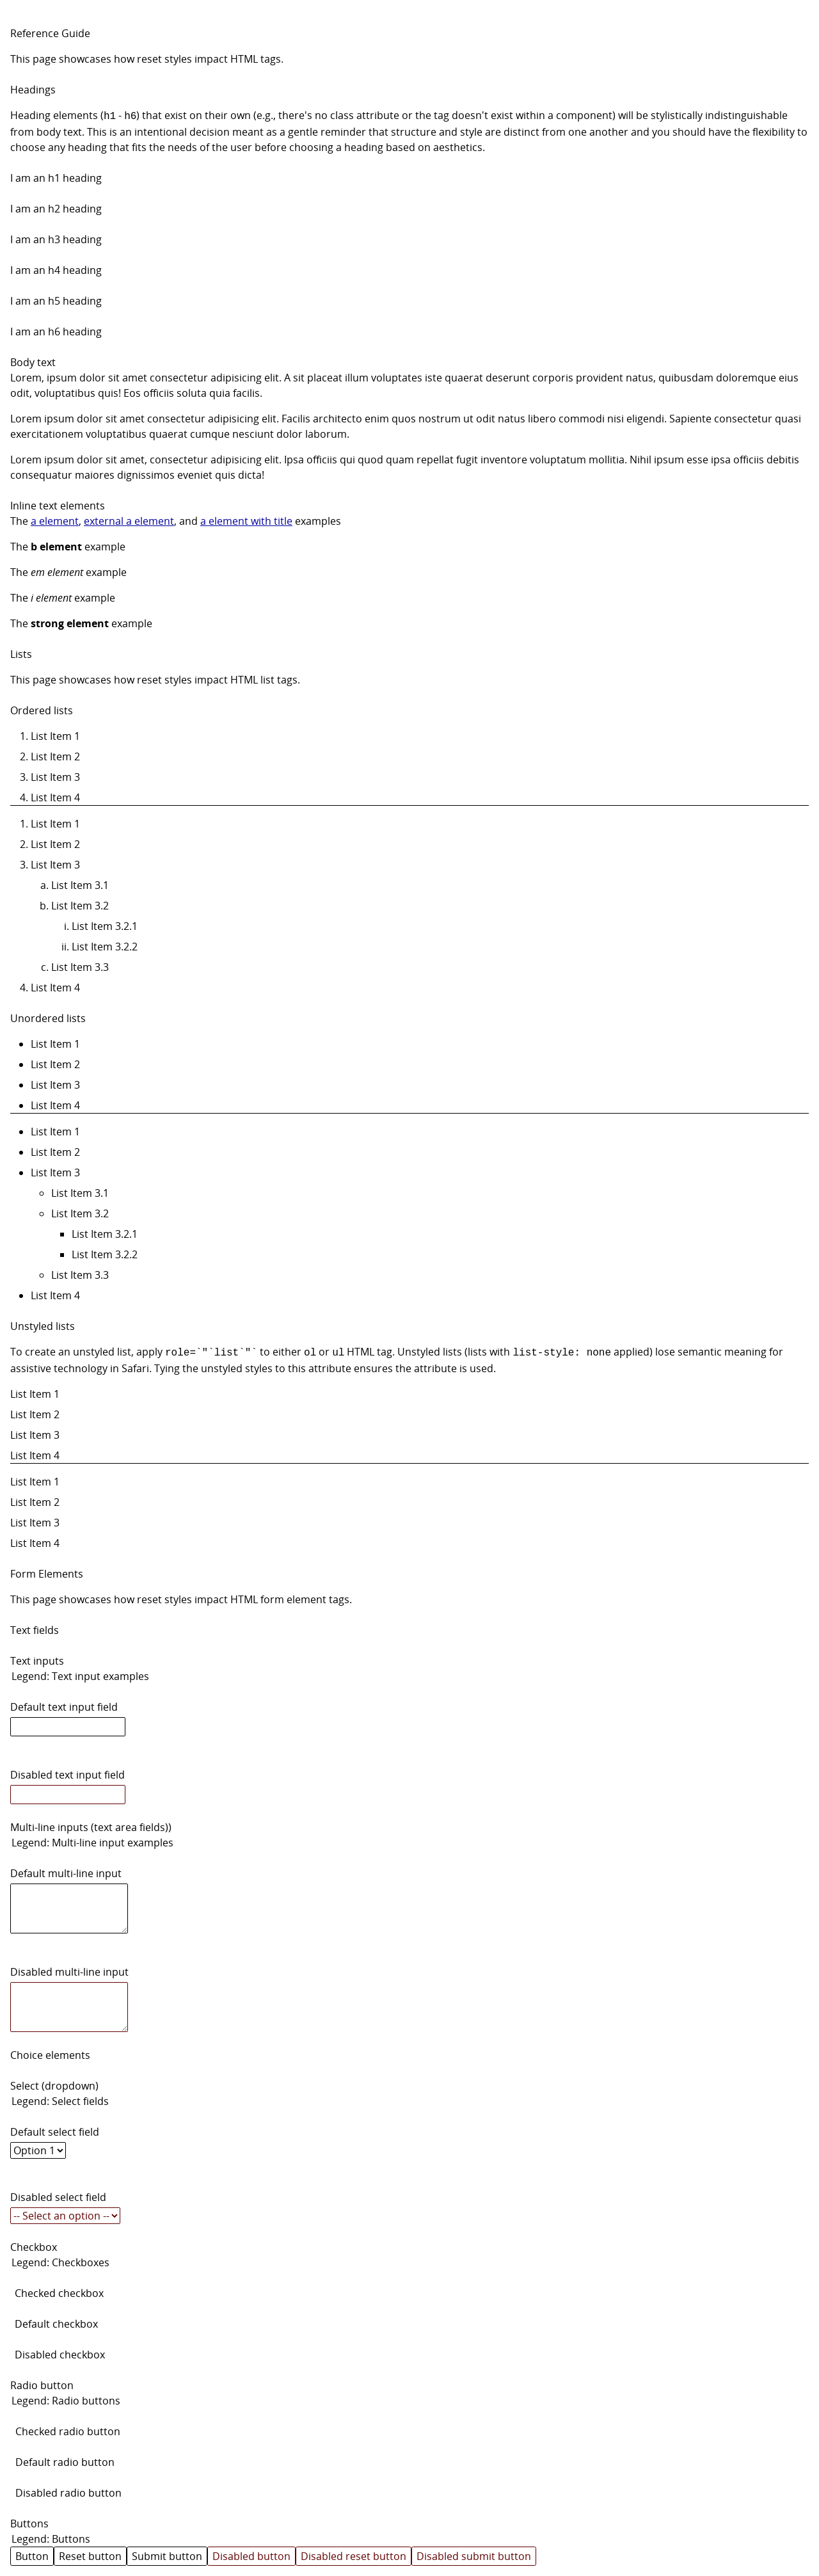 Reference Guide
This page showcases how reset styles impact HTML tags.
Headings
Heading elements (h1 - h6) that exist on their own (e.g., there's no class attribute or the tag doesn't exist within a component) will be stylistically indistinguishable
from body text. This is an intentional decision meant as a gentle reminder that structure and style are distinct from one another and you should have the flexibility to
choose any heading that fits the needs of the user before choosing a heading based on aesthetics.
I am an h1 heading
I am an h2 heading
I am an h3 heading
I am an h4 heading
I am an h5 heading
I am an h6 heading
Body text
Lorem, ipsum dolor sit amet consectetur adipisicing elit. A sit placeat illum voluptates iste quaerat deserunt corporis provident natus, quibusdam doloremque eius
odit, voluptatibus quis! Eos officiis soluta quia facilis.
Lorem ipsum dolor sit amet consectetur adipisicing elit. Facilis architecto enim quos nostrum ut odit natus libero commodi nisi eligendi. Sapiente consectetur quasi
exercitationem voluptatibus quaerat cumque nesciunt dolor laborum.
Lorem ipsum dolor sit amet, consectetur adipisicing elit. Ipsa officiis qui quod quam repellat fugit inventore voluptatum mollitia. Nihil ipsum esse ipsa officiis debitis
consequatur maiores dignissimos eveniet quis dicta!
Inline text elements
The a element, external a element, and a element with title examples
The b element example
The em element example
The i element example
The strong element example
Lists
This page showcases how reset styles impact HTML list tags.
Ordered lists
1. List Item 1
2. List Item 2
3. List Item 3
4. List Item 4
1. List Item 1
2. List Item 2
3. List Item 3
a. List Item 3.1
b. List Item 3.2
i. List Item 3.2.1
ii. List Item 3.2.2
c. List Item 3.3
4. List Item 4
Unordered lists
• List Item 1
• List Item 2
• List Item 3
• List Item 4
• List Item 1
• List Item 2
• List Item 3
◦ List Item 3.1
◦ List Item 3.2
▪ List Item 3.2.1
▪ List Item 3.2.2
◦ List Item 3.3
• List Item 4
Unstyled lists
To create an unstyled list, apply role=`"`list`"` to either ol or ul HTML tag. Unstyled lists (lists with list-style: none applied) lose semantic meaning for
assistive technology in Safari. Tying the unstyled styles to this attribute ensures the attribute is used.
List Item 1
List Item 2
List Item 3
List Item 4
List Item 1
List Item 2
List Item 3
List Item 4
Form Elements
This page showcases how reset styles impact HTML form element tags.
Text fields
Text inputs
Legend: Text input examples
Default text input field
Disabled text input field
Multi-line inputs (text area fields))
Legend: Multi-line input examples
Default multi-line input
Disabled multi-line input
Choice elements
Select (dropdown)
Legend: Select fields
Default select field
Option 1
Disabled select field
-- Select an option --
Checkbox
Legend: Checkboxes
Checked checkbox
Default checkbox
Disabled checkbox
Radio button
Legend: Radio buttons
Checked radio button
Default radio button
Disabled radio button
Buttons
Legend: Buttons
Button Reset button Submit button Disabled button Disabled reset button Disabled submit button